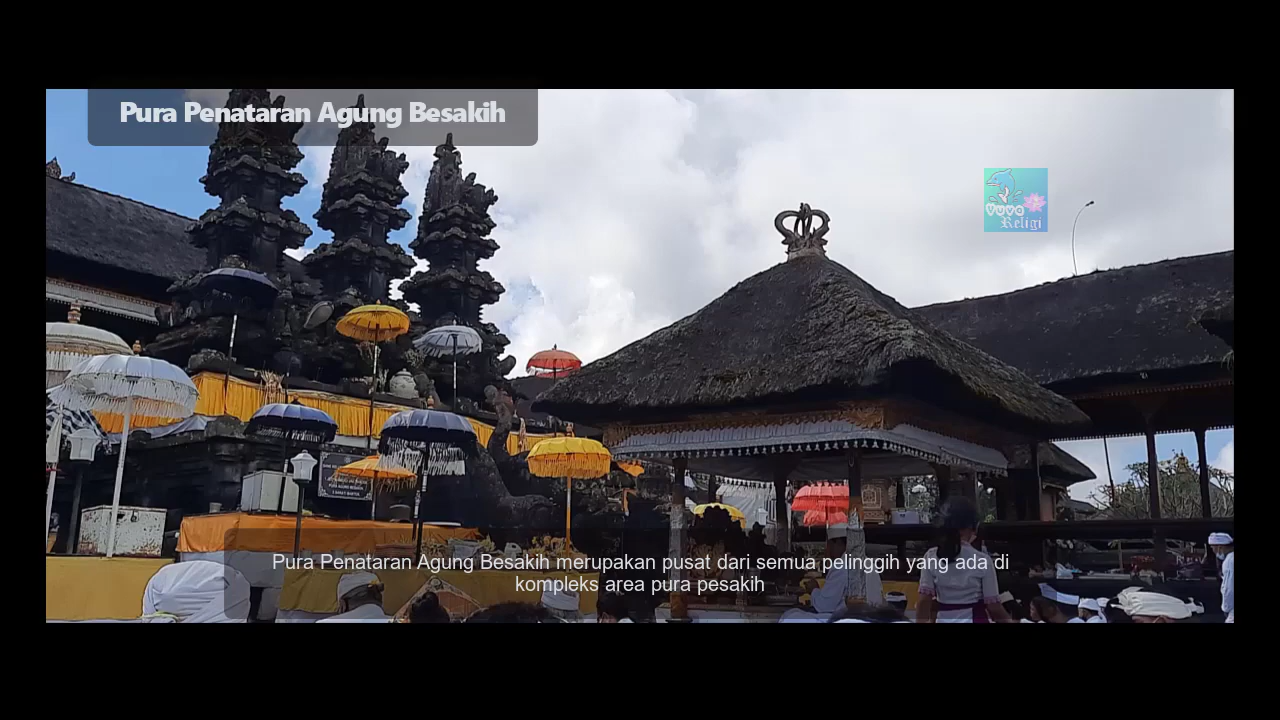 Pura Penataran Agung Besakih
Yuvo
Religi
Pura Penataran Agung Besakih merupakan pusat dari semua pelinggih yang ada di
kompleks area pura pesakih